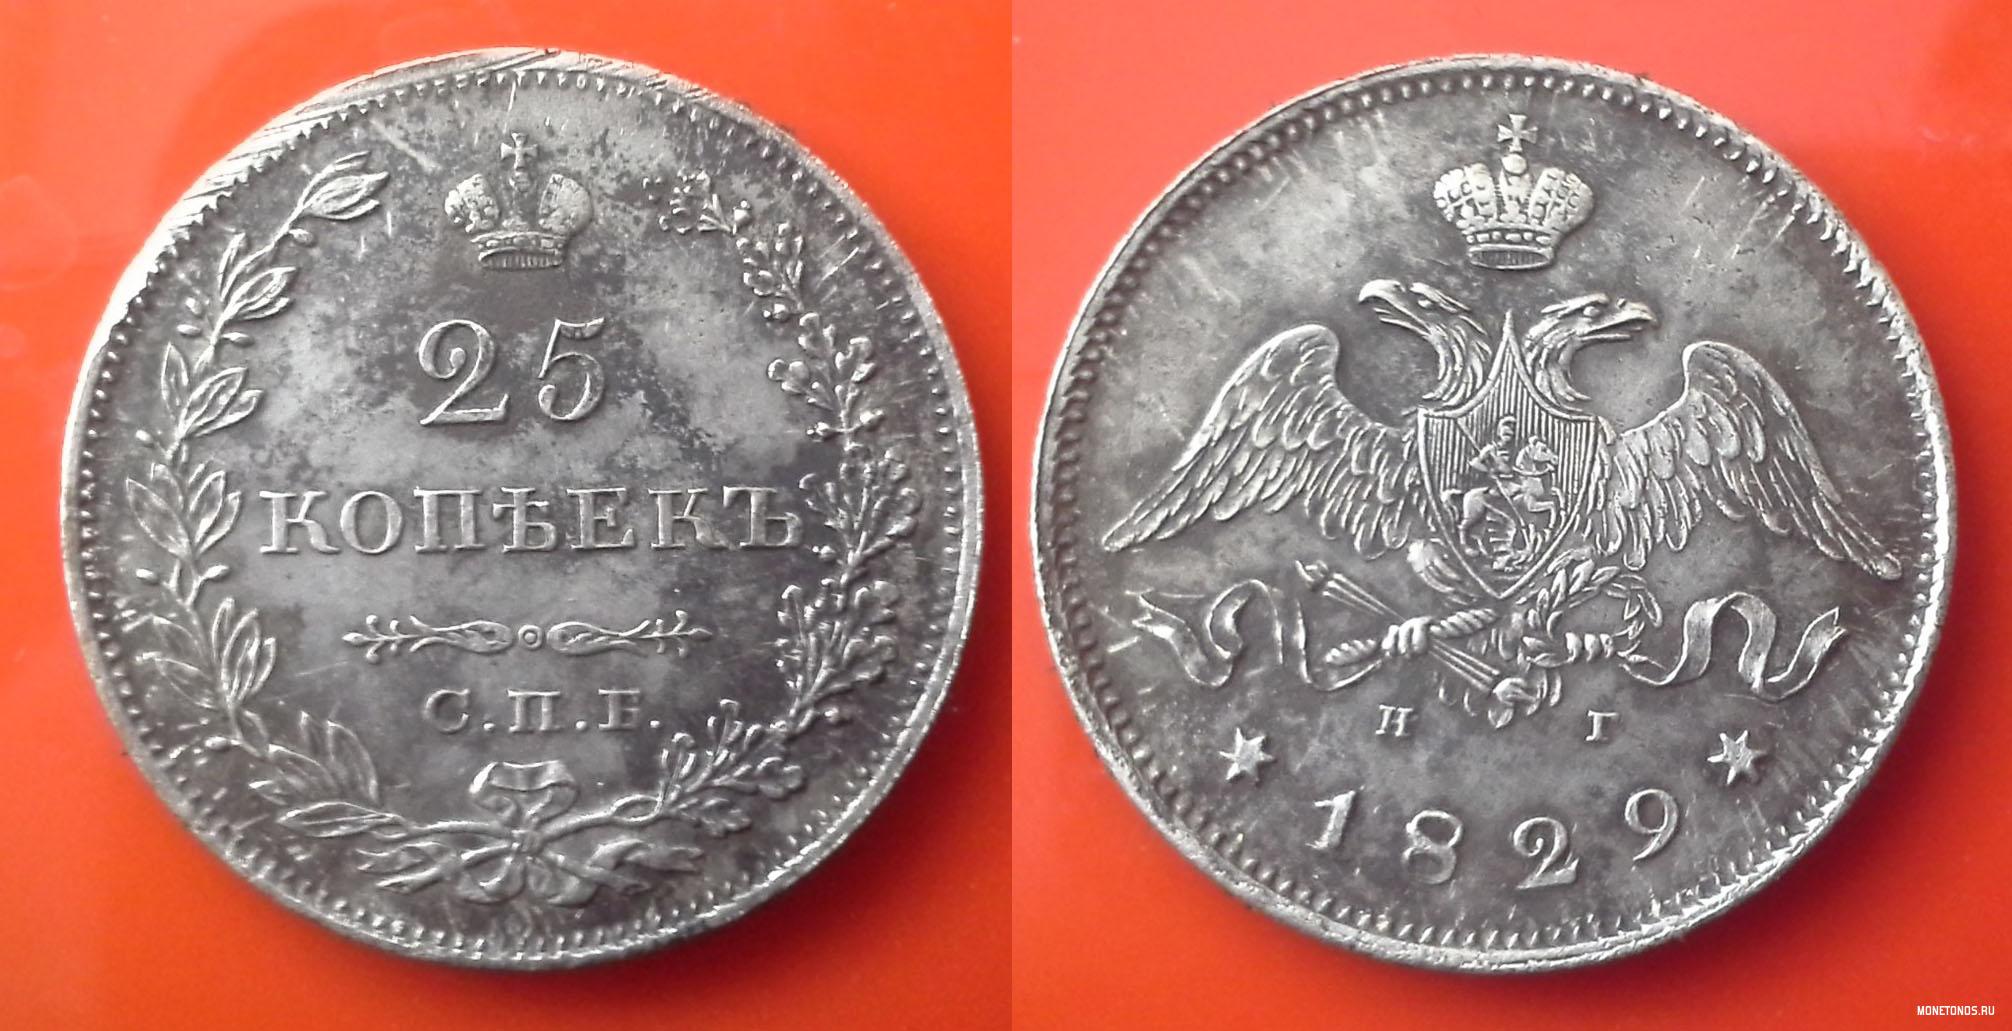 25
КОПѢЕКЪ
С.П.Б.
Н Г
1829
MONETONOS.RU